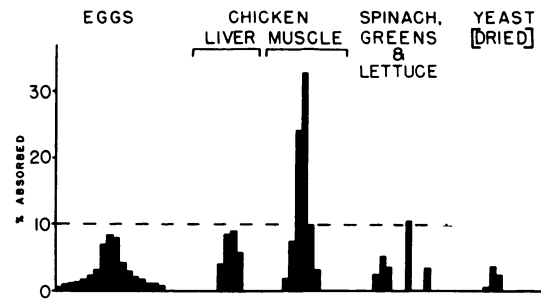 EGGS
CHICKEN
LIVER MUSCLE
SPINACH,
GREENS
&
LETTUCE
YEAST
[DRIED]
% ABSORBED
30
20
10
0